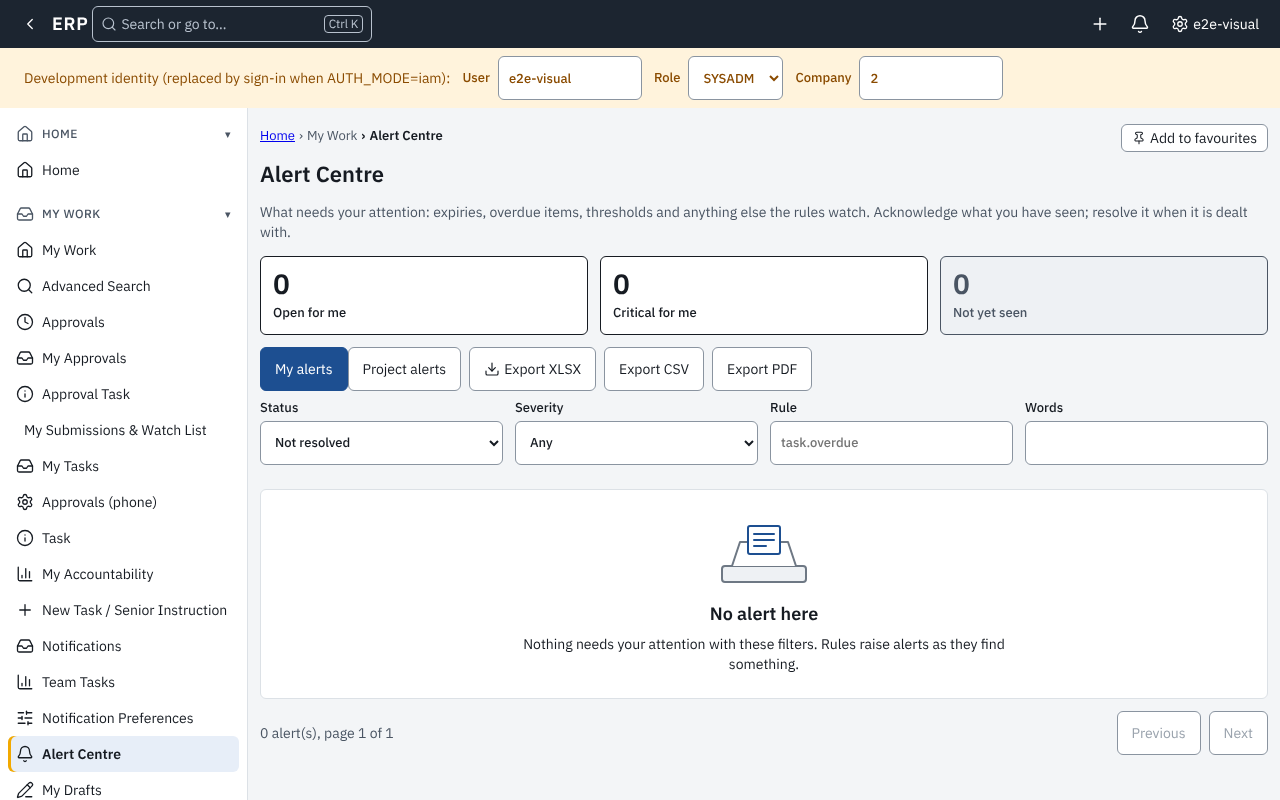 ERP
Search or go to...
Ctrl K
e2e-visual
Development identity (replaced by sign-in when AUTH_MODE=iam):
User
e2e-visual
Role
SYSADM
Company
2
HOME
Home
MY WORK
My Work
Advanced Search
Approvals
My Approvals
Approval Task
My Submissions & Watch List
My Tasks
Approvals (phone)
Task
My Accountability
New Task / Senior Instruction
Notifications
Team Tasks
Notification Preferences
Alert Centre
My Drafts
Home › My Work › Alert Centre
Add to favourites
Alert Centre
What needs your attention: expiries, overdue items, thresholds and anything else the rules watch. Acknowledge what you have seen; resolve it when it is dealt
with.
0
Open for me
0
Critical for me
0
Not yet seen
My alerts
Project alerts
Export XLSX
Export CSV
Export PDF
Status
Not resolved
Severity
Any
Rule
task.overdue
Words
No alert here
Nothing needs your attention with these filters. Rules raise alerts as they find
something.
0 alert(s), page 1 of 1
Previous
Next